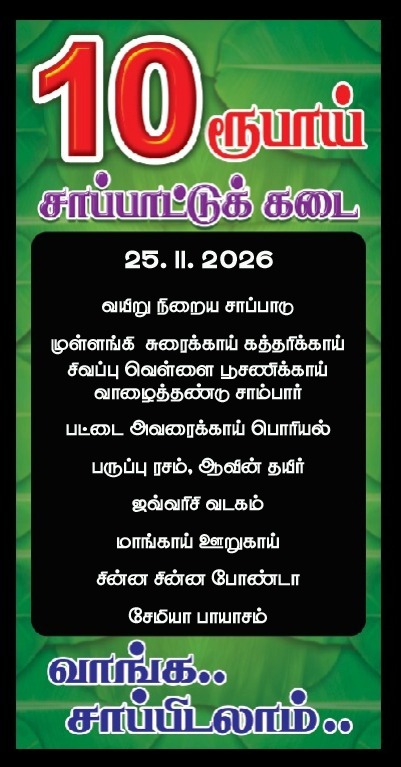 10 ரூபாய்
சாப்பாட்டுக் கடை
25. 11. 2026
வயிறு நிறைய சாப்பாடு
முள்ளங்கி சுரைக்காய் கத்தரிக்காய்
சிவப்பு வெள்ளை பூசணிக்காய்
வாழைத்தண்டு சாம்பார்
பட்டை அவரைக்காய் பொரியல்
பருப்பு ரசம், ஆவின் தயிர்
ஜவ்வரிசி வடகம்
மாங்காய் ஊறுகாய்
சின்ன சின்ன போண்டா
சேமியா பாயாசம்
வாங்க..
சாப்பிடலாம்..